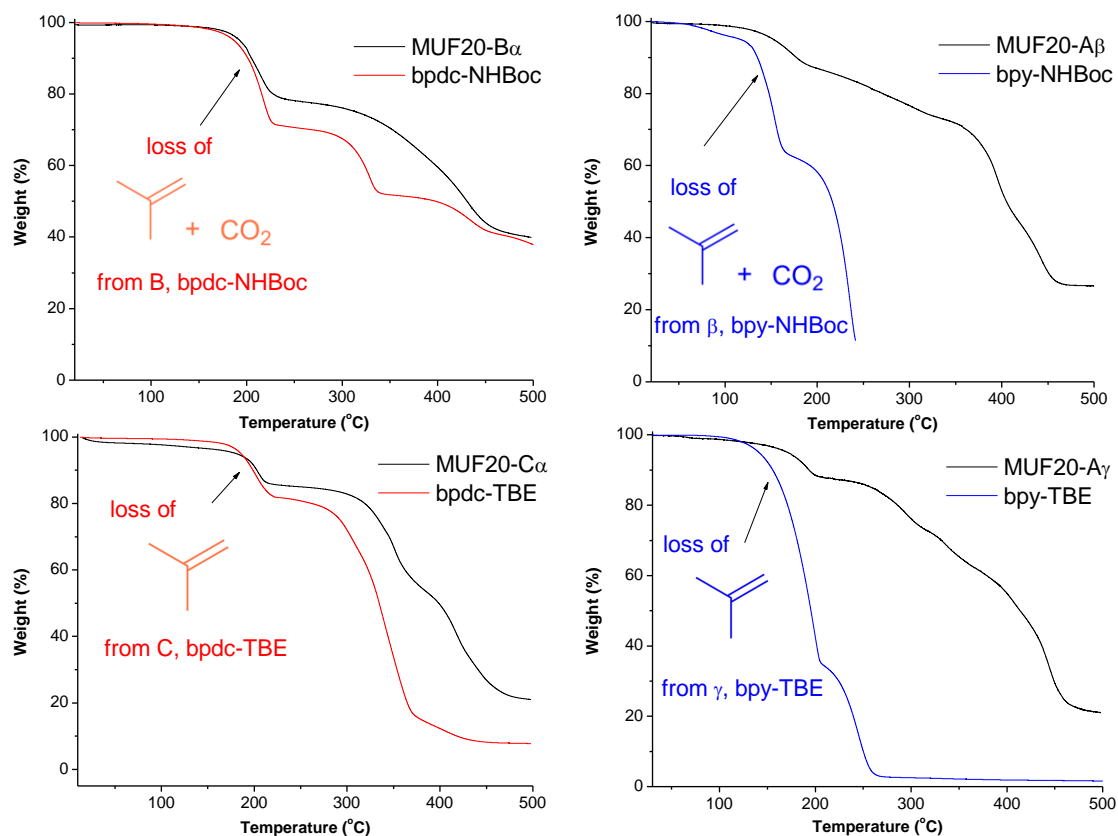 100
80
60
40
20
0
Weight (%)
MUF20-Bα
bpdc-NHBoc
loss of
+ CO2
from B, bpdc-NHBoc
100
200
300
400
500
Temperature (oC)
100
80
60
40
20
0
Weight (%)
MUF20-Aβ
bpy-NHBoc
loss of
+ CO2
from β, bpy-NHBoc
100
200
300
400
500
Temperature (oC)
100
80
60
40
20
0
Weight (%)
MUF20-Cα
bpdc-TBE
loss of
from C, bpdc-TBE
100
200
300
400
500
Temperature (oC)
100
80
60
40
20
0
Weight (%)
MUF20-Aγ
bpy-TBE
loss of
from γ, bpy-TBE
100
200
300
400
500
Temperature (oC)